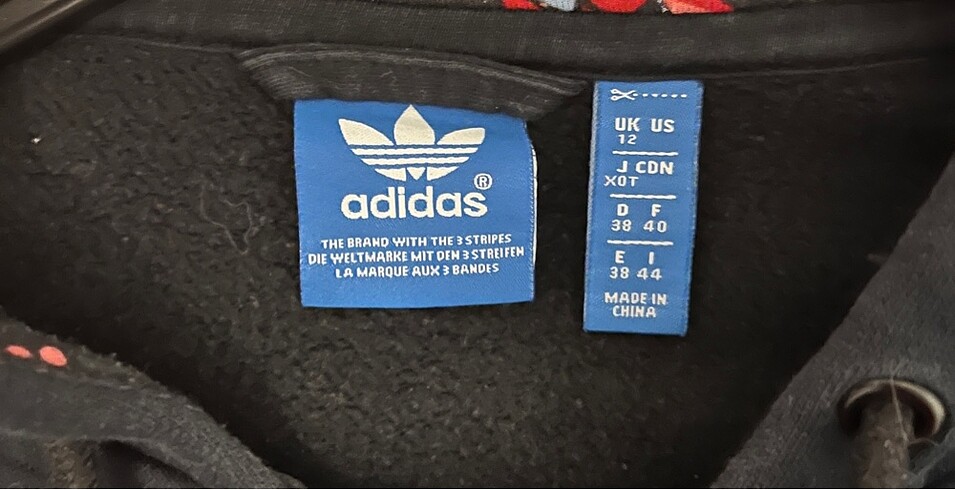 adidas®
THE BRAND WITH THE 3 STRIPES
DIE WELTMARKE MIT DEN 3 STREIFEN
LA MARQUE AUX 3 BANDES
UK US
12
J CDN
XOT
D F
38 40
E I
38 44
MADE IN
CHINA